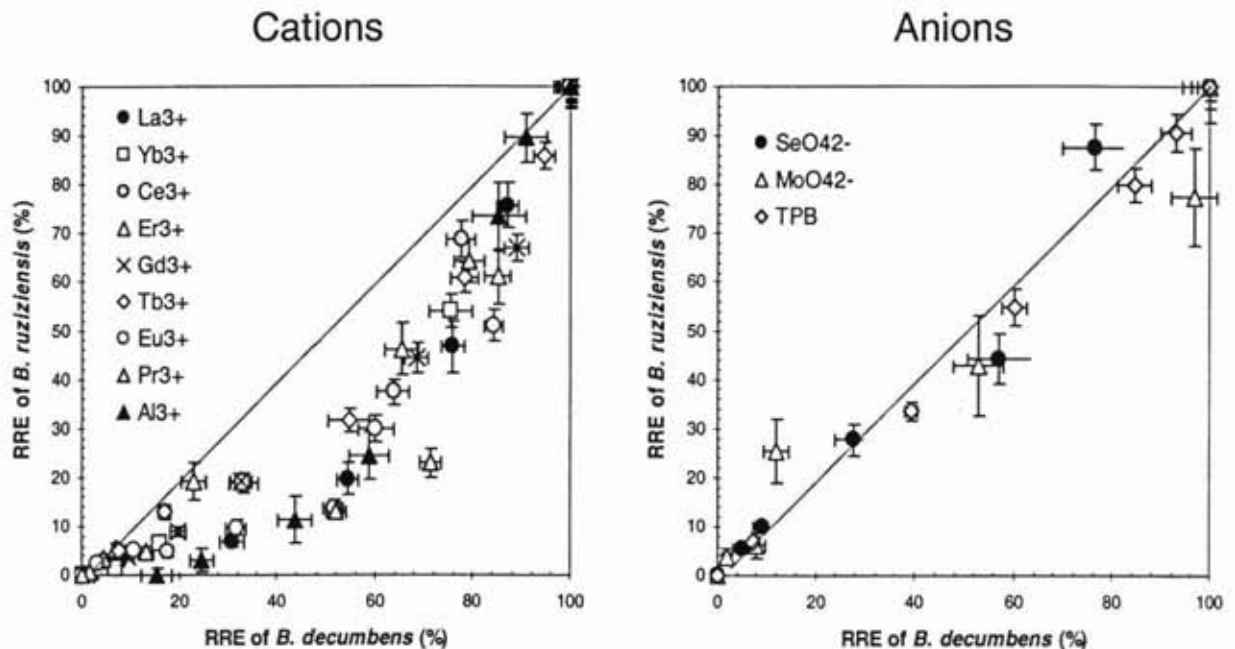 Cations
100
90
80
70
60
50
40
30
20
10
0
RRE of B. ruziziensis (%)
La3+
Yb3+
Ce3+
Er3+
Gd3+
Tb3+
Eu3+
Pr3+
Al3+
0 20 40 60 80 100
RRE of B. decumbens (%)
Anions
100
90
80
70
60
50
40
30
20
10
0
RRE of B. ruziziensis (%)
SeO42-
MoO42-
TPB
0 20 40 60 80 100
RRE of B. decumbens (%)